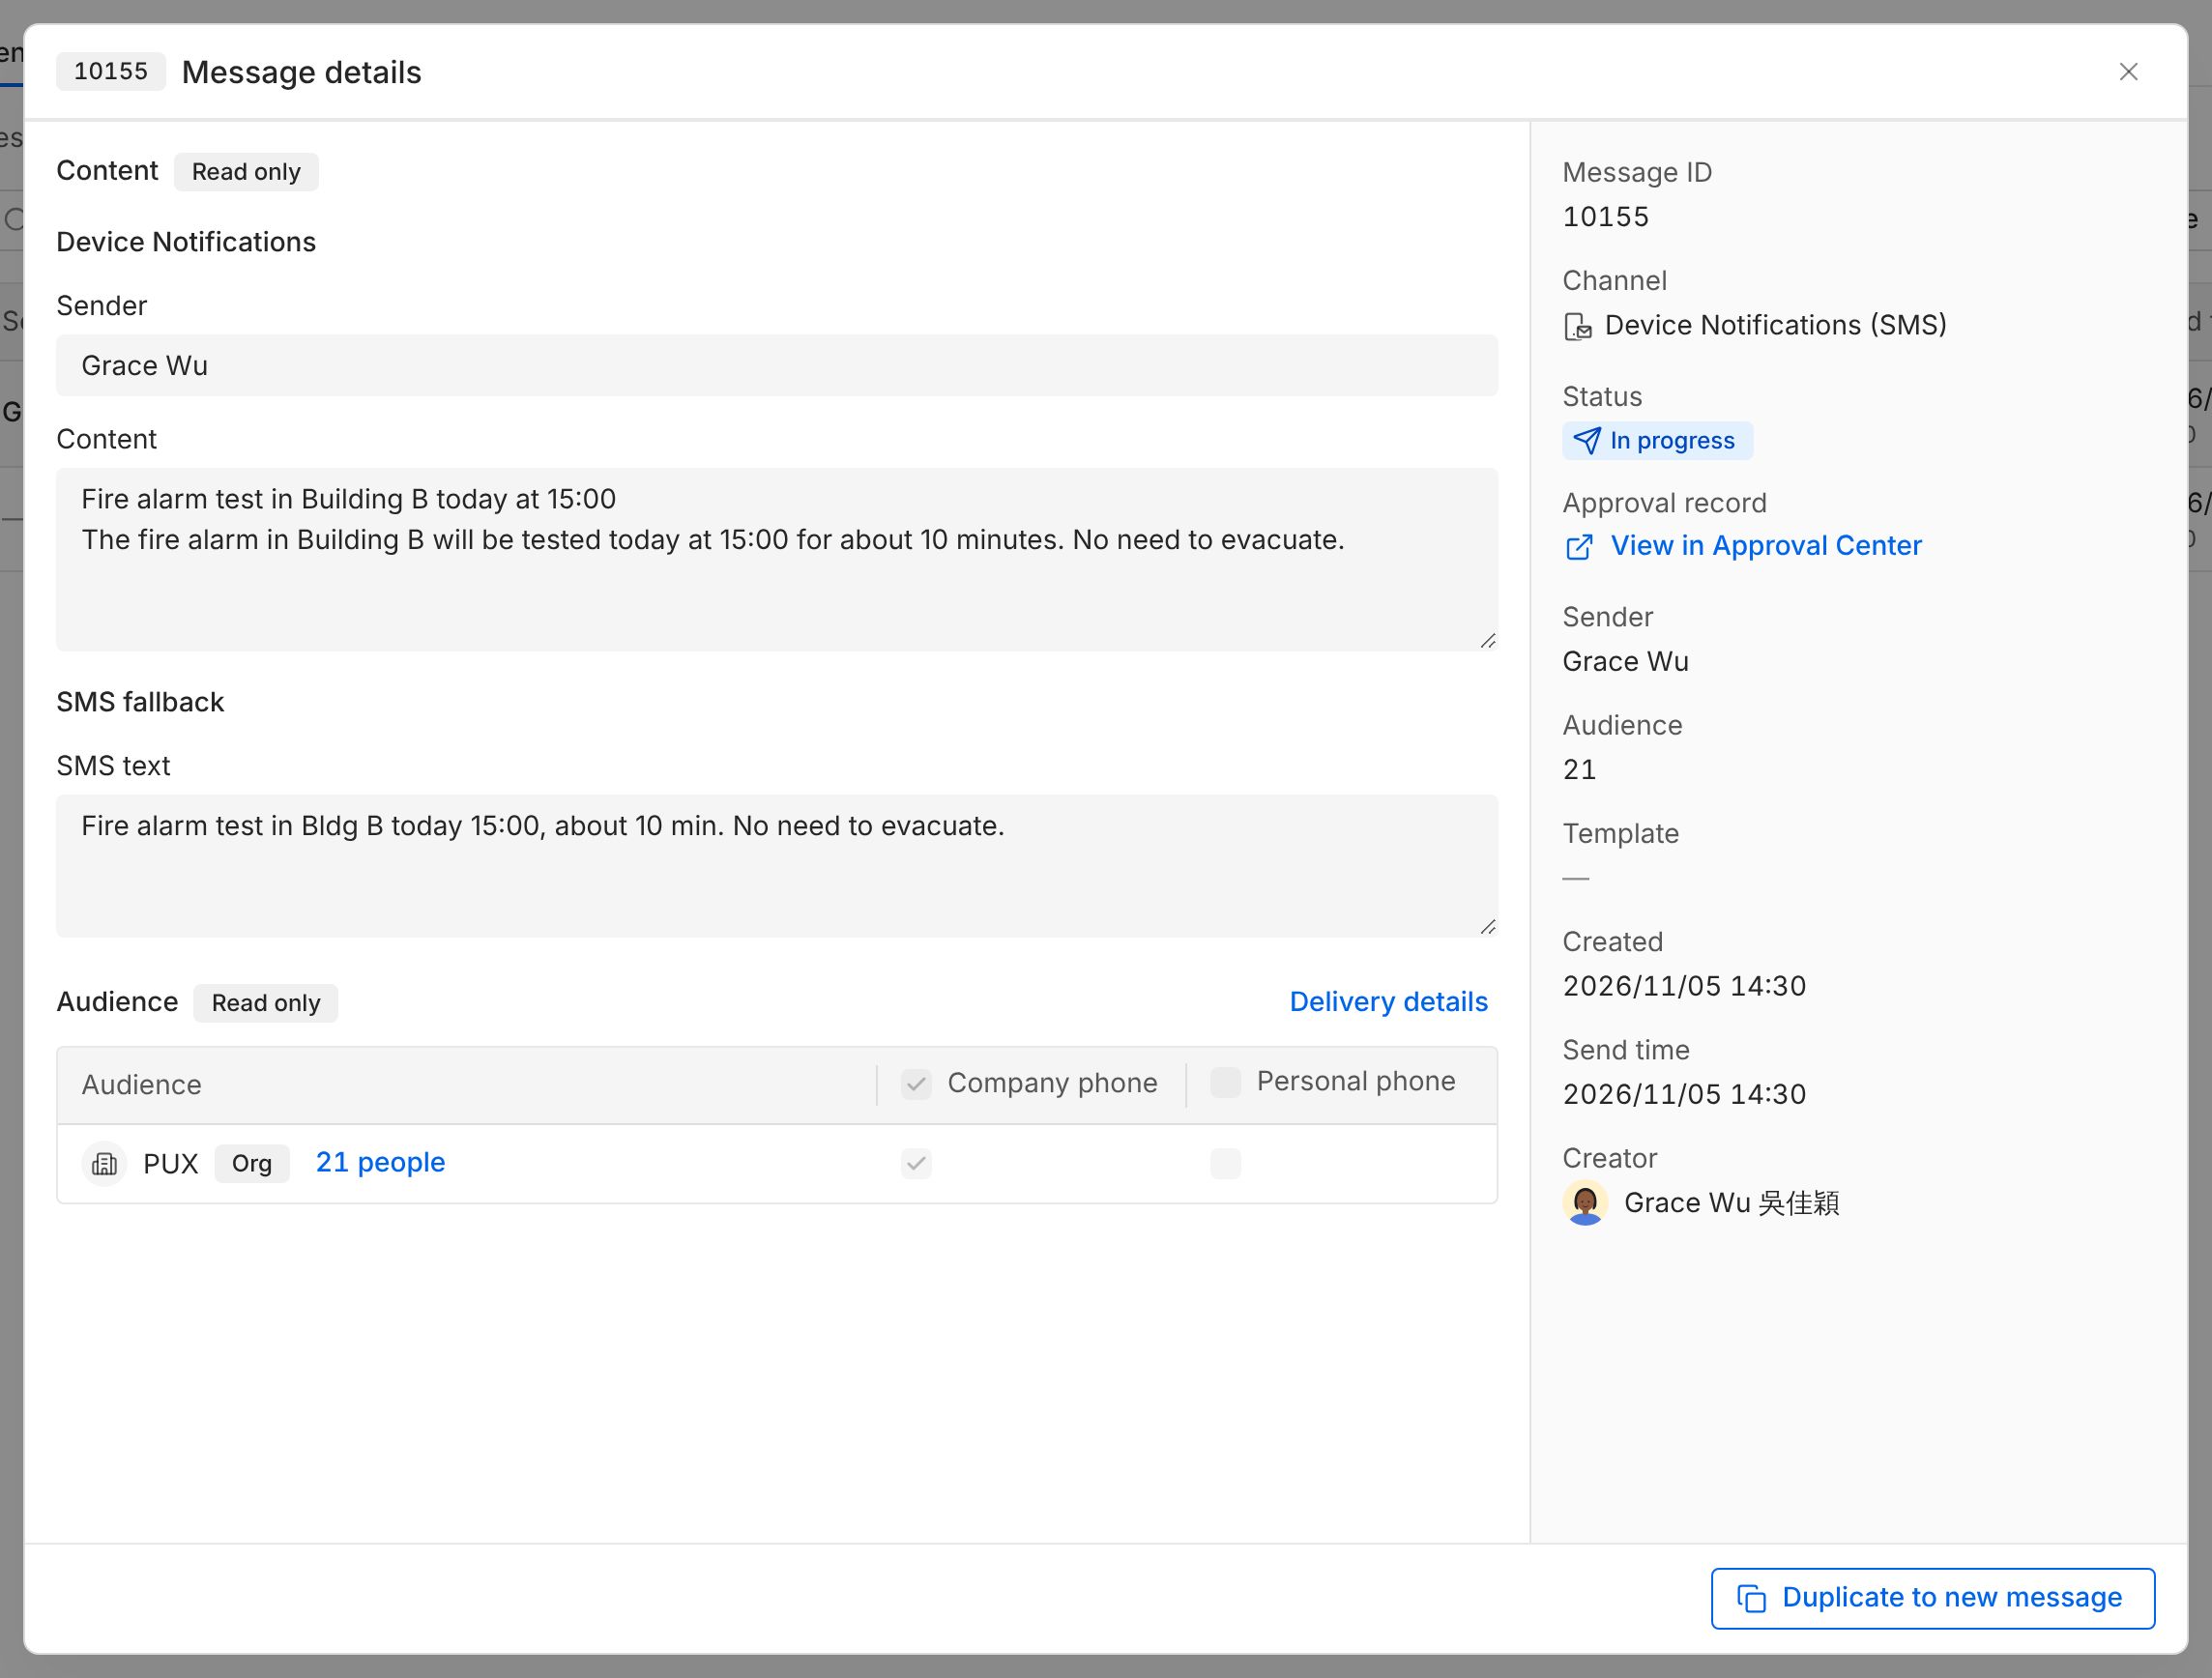 10155 Message details
Content Read only
Device Notifications
Sender
Grace Wu
Content
Fire alarm test in Building B today at 15:00
The fire alarm in Building B will be tested today at 15:00 for about 10 minutes. No need to evacuate.
SMS fallback
SMS text
Fire alarm test in Bldg B today 15:00, about 10 min. No need to evacuate.
Audience Read only Delivery details
Audience Company phone Personal phone
PUX Org 21 people
Message ID
10155
Channel
Device Notifications (SMS)
Status
In progress
Approval record
View in Approval Center
Sender
Grace Wu
Audience
21
Template
—
Created
2026/11/05 14:30
Send time
2026/11/05 14:30
Creator
Grace Wu 吳佳穎
Duplicate to new message